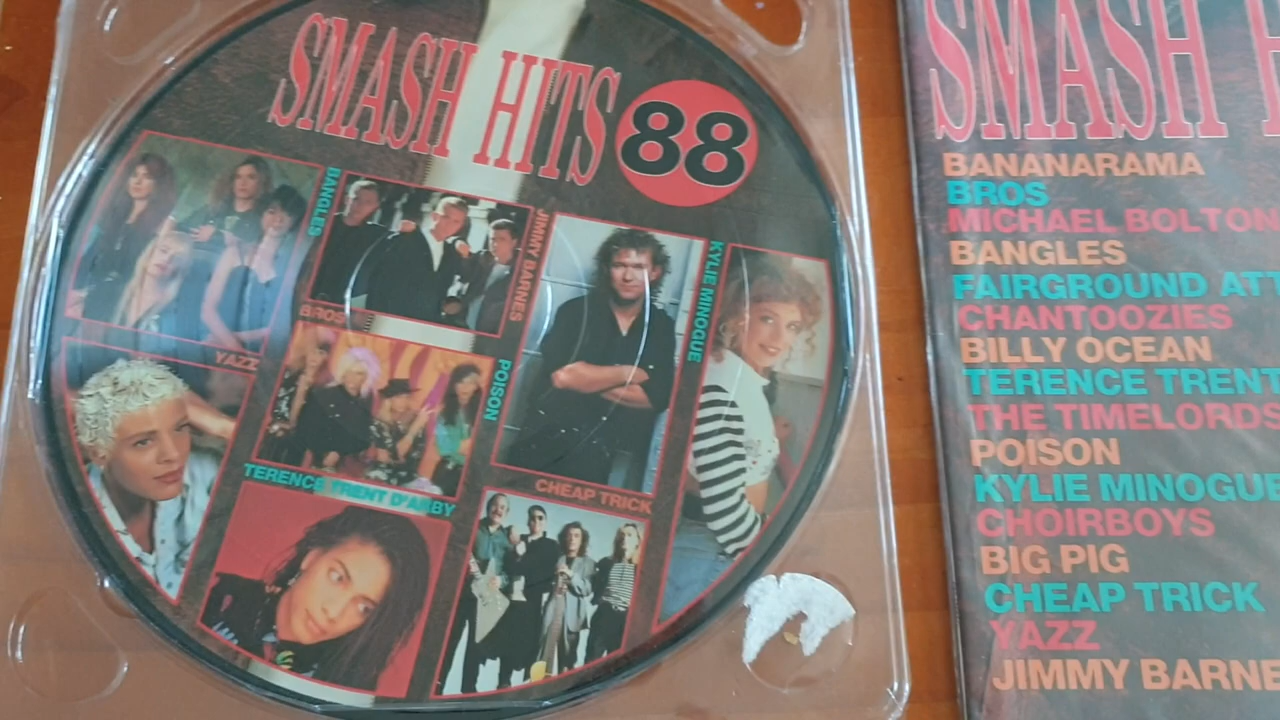 SMASH HITS 88
BANGLES
BROS
JIMMY BARNES
KYLIE MINOGUE
YAZZ
POISON
TERENCE TRENT D'ARBY
CHEAP TRICK
SMASH H
BANANARAMA
BROS
MICHAEL BOLTON
BANGLES
FAIRGROUND ATT
CHANTOOZIES
BILLY OCEAN
TERENCE TRENT
THE TIMELORDS
POISON
KYLIE MINOGUE
CHOIRBOYS
BIG PIG
CHEAP TRICK
YAZZ
JIMMY BARNE